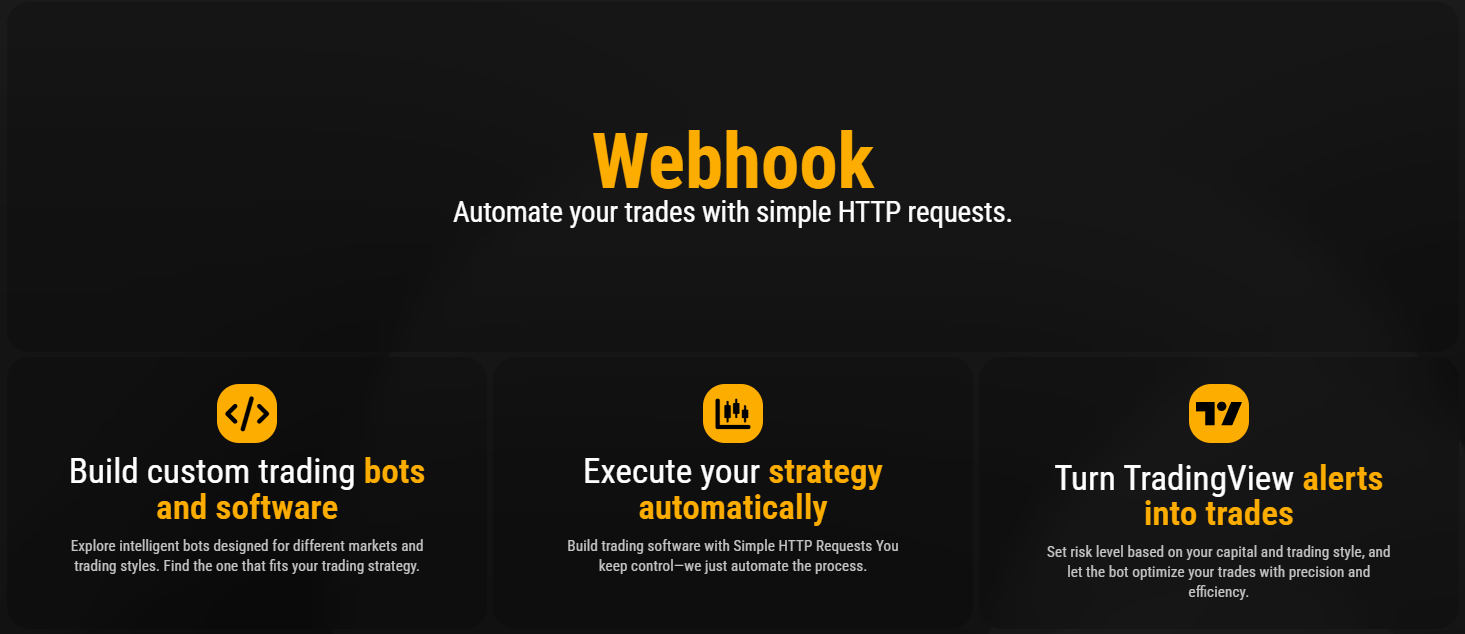 Webhook
Automate your trades with simple HTTP requests.
Build custom trading bots
and software
Explore intelligent bots designed for different markets and
trading styles. Find the one that fits your trading strategy.
Execute your strategy
automatically
Build trading software with Simple HTTP Requests You
keep control—we just automate the process.
Turn TradingView alerts
into trades
Set risk level based on your capital and trading style, and
let the bot optimize your trades with precision and
efficiency.